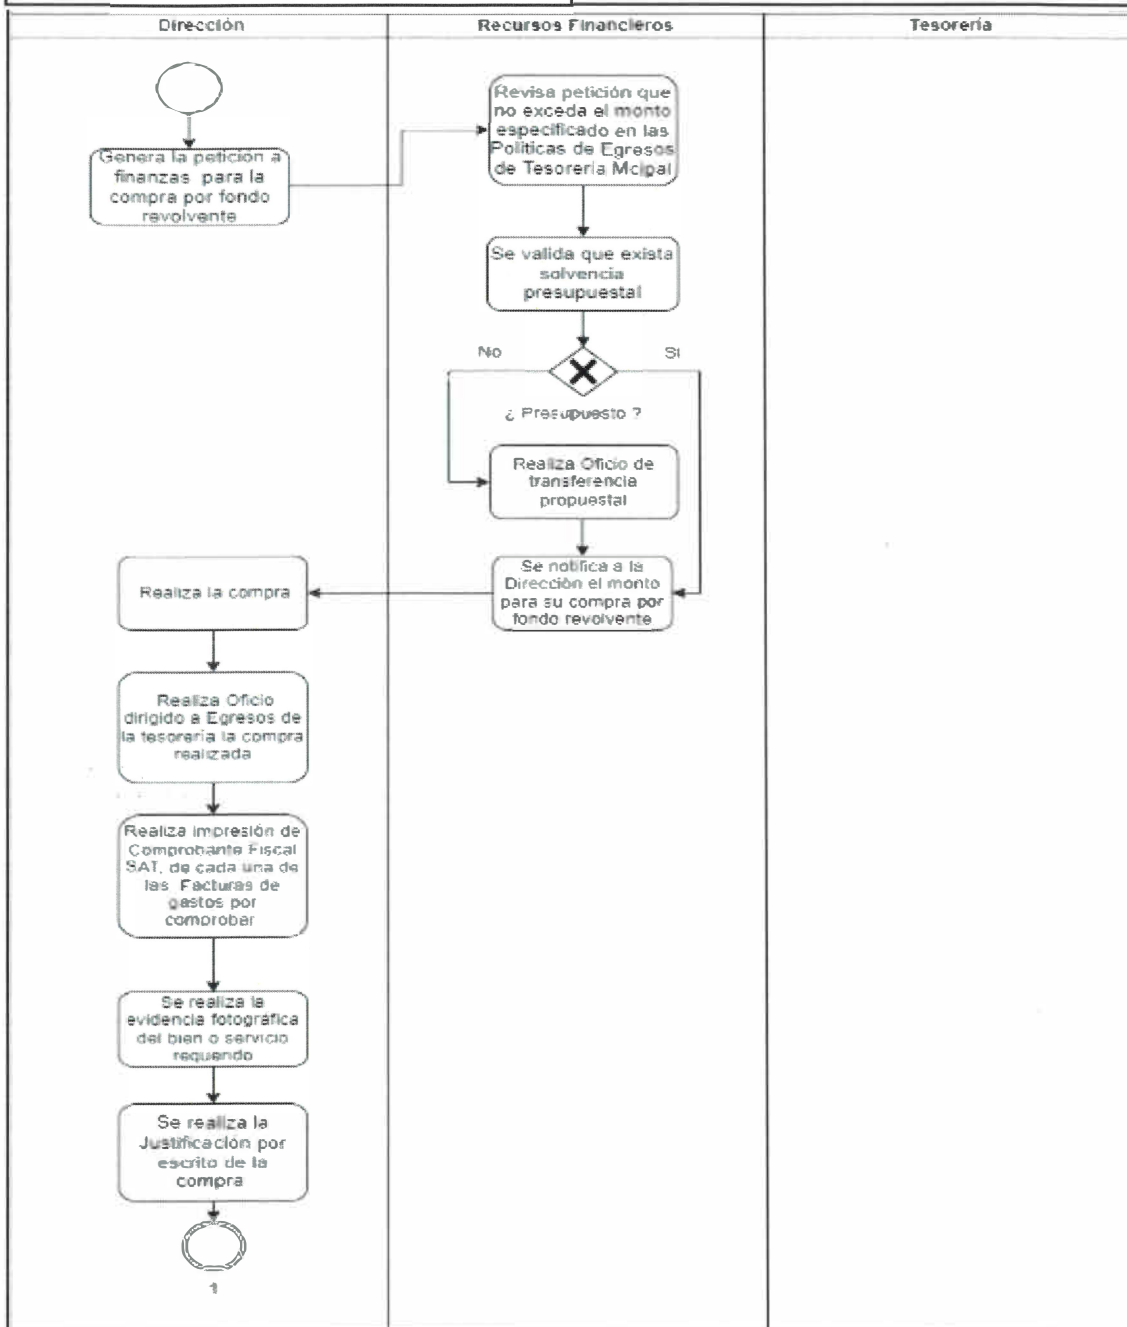 Dirección
Recursos Financieros
Tesorería
Genera la petición a
finanzas para la
compra por fondo
revolvente
Revisa petición que
no exceda el monto
especificado en las
Políticas de Egresos
de Tesorería Mcipal
Se valida que exista
solvencia
presupuestal
No
Si
¿ Presupuesto ?
Realiza Oficio de
transferencia
propuestal
Se notifica a la
Dirección el monto
para su compra por
fondo revolvente
Realiza la compra
Realiza Oficio
dirigido a Egresos de
la tesorería la compra
realizada
Realiza impresión de
Comprobante Fiscal
SAT, de cada una de
las Facturas de
gastos por
comprobar
Se realiza la
evidencia fotográfica
del bien o servicio
requerido
Se realiza la
Justificación por
escrito de la
compra
1